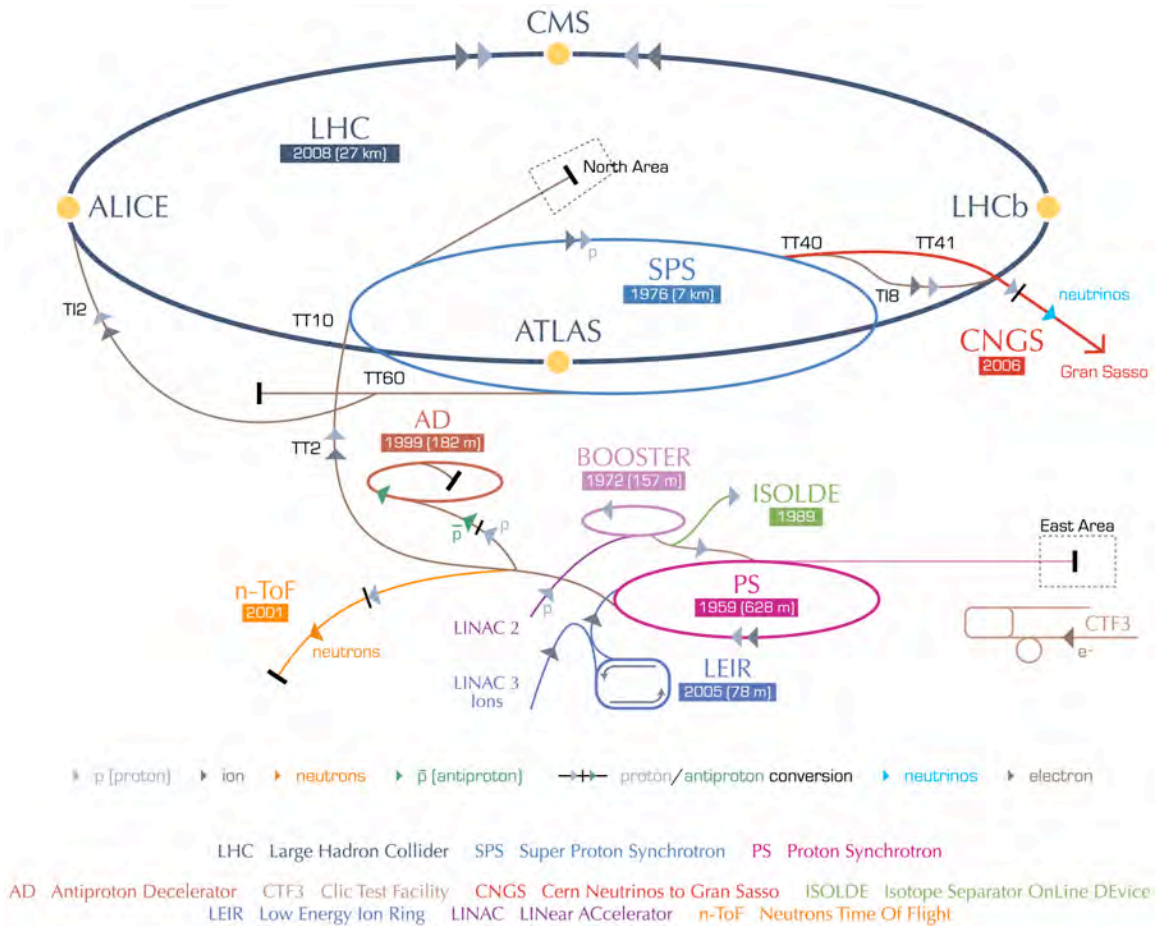 CMS
LHC
2008 (27 km)
North Area
ALICE
LHCb
TT40
TT41
p
SPS
1976 (7 km)
TI8
neutrinos
TI2
TT10
ATLAS
CNGS
2006
Gran Sasso
TT60
AD
1999 (182 m)
TT2
BOOSTER
1972 (157 m)
ISOLDE
1989
p̄
p
East Area
n-ToF
2001
PS
1959 (628 m)
p
LINAC 2
CTF3
e-
neutrons
LINAC 3
Ions
LEIR
2005 (78 m)
p (proton)
ion
neutrons
p̄ (antiproton)
proton/antiproton conversion
neutrinos
electron
LHC Large Hadron Collider SPS Super Proton Synchrotron PS Proton Synchrotron
AD Antiproton Decelerator CTF3 Clic Test Facility CNGS Cern Neutrinos to Gran Sasso ISOLDE Isotope Separator OnLine DEvice
LEIR Low Energy Ion Ring LINAC LINear ACcelerator n-ToF Neutrons Time Of Flight